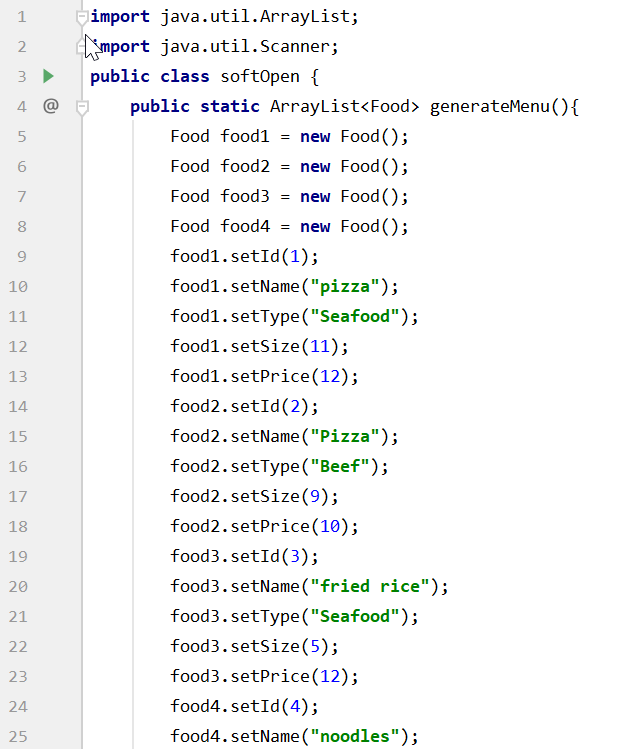 1 import java.util.ArrayList;
2 import java.util.Scanner;
3 public class softOpen {
4 @ public static ArrayList<Food> generateMenu(){
5 Food food1 = new Food();
6 Food food2 = new Food();
7 Food food3 = new Food();
8 Food food4 = new Food();
9 food1.setId(1);
10 food1.setName("pizza");
11 food1.setType("Seafood");
12 food1.setSize(11);
13 food1.setPrice(12);
14 food2.setId(2);
15 food2.setName("Pizza");
16 food2.setType("Beef");
17 food2.setSize(9);
18 food2.setPrice(10);
19 food3.setId(3);
20 food3.setName("fried rice");
21 food3.setType("Seafood");
22 food3.setSize(5);
23 food3.setPrice(12);
24 food4.setId(4);
25 food4.setName("noodles");